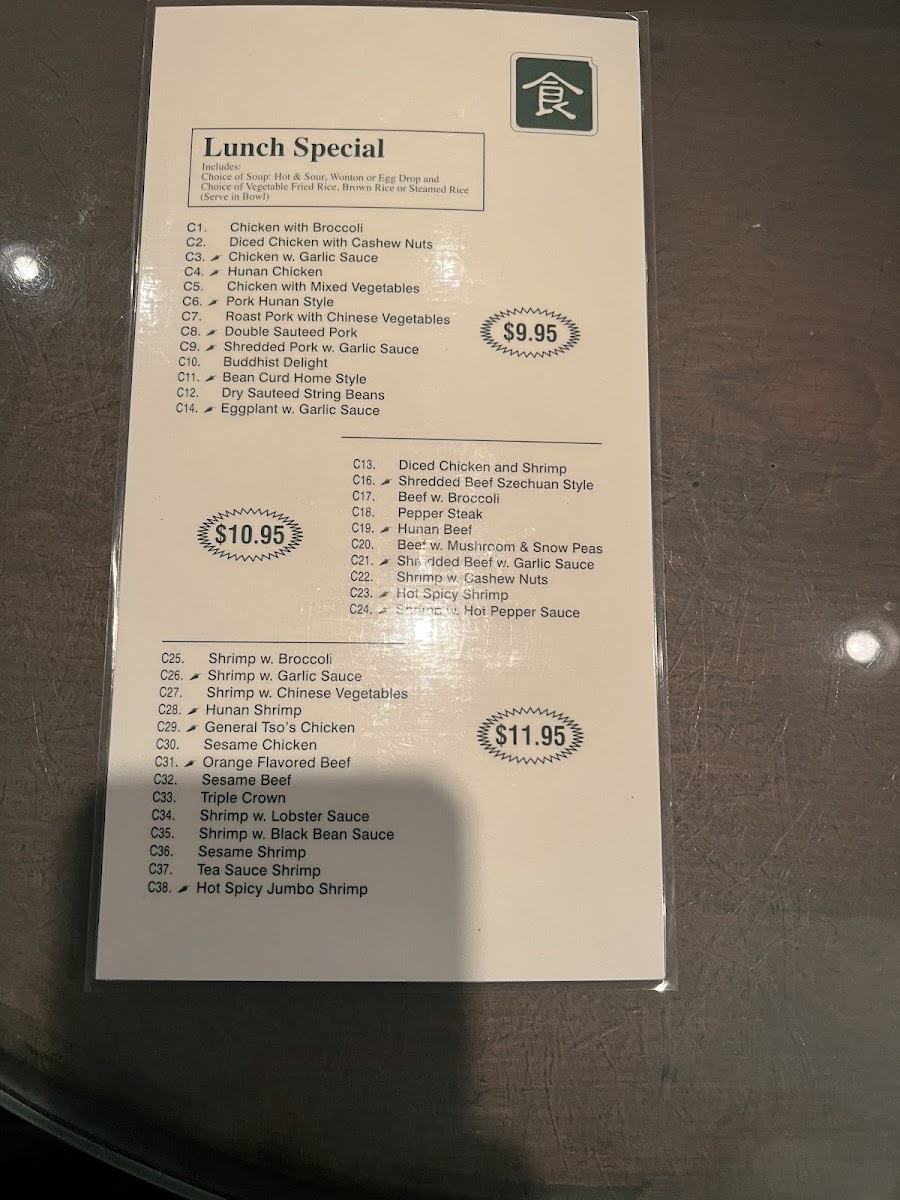 食
Lunch Special
Includes:
Choice of Soup: Hot & Sour, Wonton or Egg Drop and
Choice of Vegetable Fried Rice, Brown Rice or Steamed Rice
(Serve in Bowl)
C1. Chicken with Broccoli
C2. Diced Chicken with Cashew Nuts
C3. Chicken w. Garlic Sauce
C4. Hunan Chicken
C5. Chicken with Mixed Vegetables
C6. Pork Hunan Style
C7. Roast Pork with Chinese Vegetables
C8. Double Sauteed Pork
C9. Shredded Pork w. Garlic Sauce
C10. Buddhist Delight
C11. Bean Curd Home Style
C12. Dry Sauteed String Beans
C14. Eggplant w. Garlic Sauce
$9.95
C13. Diced Chicken and Shrimp
C16. Shredded Beef Szechuan Style
C17. Beef w. Broccoli
C18. Pepper Steak
C19. Hunan Beef
C20. Beef w. Mushroom & Snow Peas
C21. Shredded Beef w. Garlic Sauce
C22. Shrimp w. Cashew Nuts
C23. Hot Spicy Shrimp
C24. Shrimp w. Hot Pepper Sauce
$10.95
C25. Shrimp w. Broccoli
C26. Shrimp w. Garlic Sauce
C27. Shrimp w. Chinese Vegetables
C28. Hunan Shrimp
C29. General Tso's Chicken
C30. Sesame Chicken
C31. Orange Flavored Beef
C32. Sesame Beef
C33. Triple Crown
C34. Shrimp w. Lobster Sauce
C35. Shrimp w. Black Bean Sauce
C36. Sesame Shrimp
C37. Tea Sauce Shrimp
C38. Hot Spicy Jumbo Shrimp
$11.95